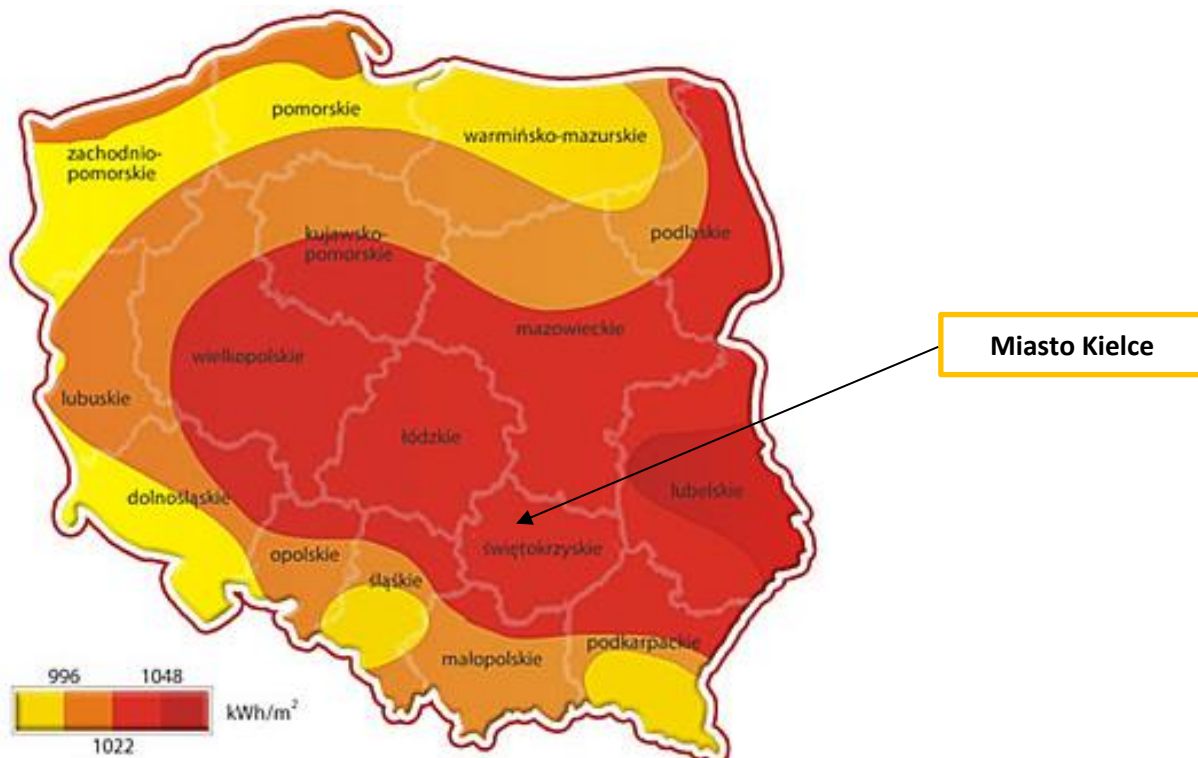 pomorskie
warmińsko-mazurskie
zachodnio-
pomorskie
podlaskie
kujawsko-
pomorskie
mazowieckie
Miasto Kielce
wielkopolskie
lubuskie
łódzkie
lubelskie
dolnośląskie
świętokrzyskie
opolskie
śląskie
podkarpackie
małopolskie
996 1048
kWh/m²
1022